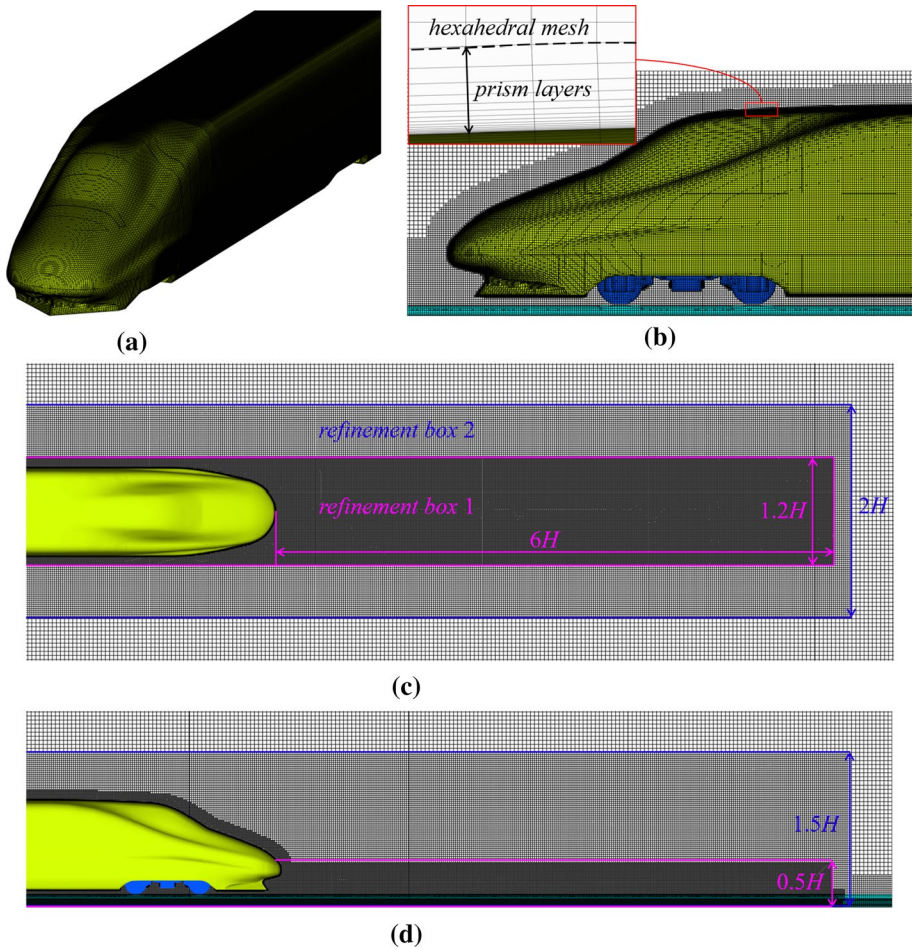 hexahedral mesh
prism layers
(a)
(b)
refinement box 2
refinement box 1
1.2H
2H
6H
(c)
1.5H
0.5H
(d)